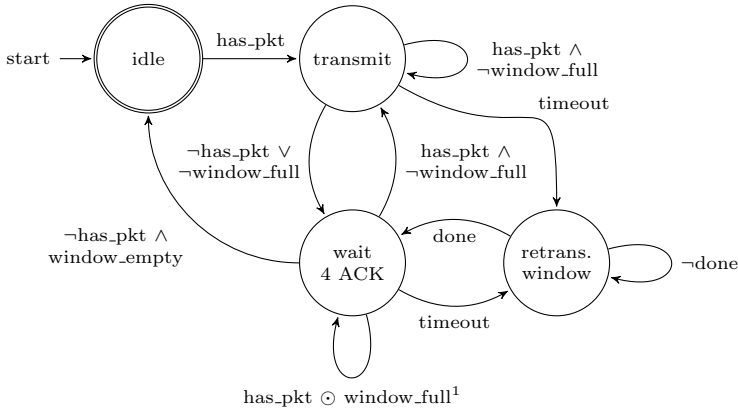 has_pkt
start
idle
transmit
has_pkt ∧
¬window_full
timeout
¬has_pkt ∨
¬window_full
has_pkt ∧
¬window_full
¬has_pkt ∧
window_empty
wait
4 ACK
done
retrans.
window
¬done
timeout
has_pkt ⊙ window_full¹